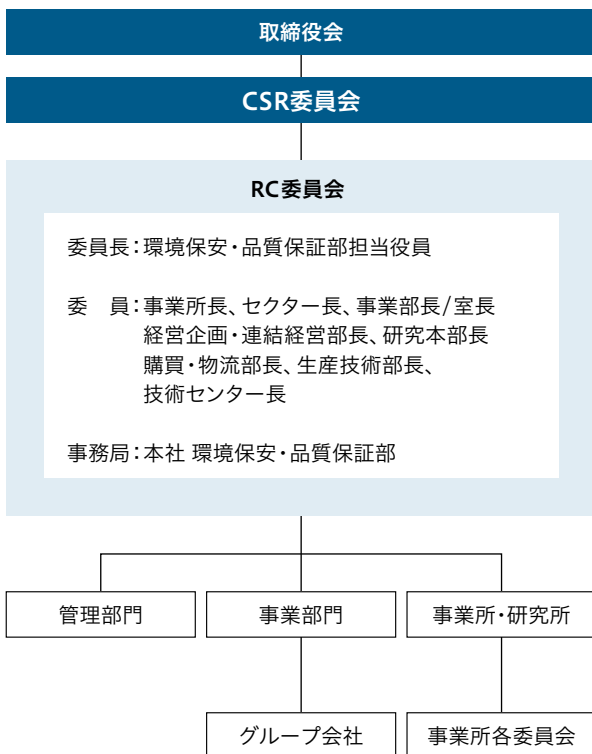 取締役会
CSR委員会
RC委員会
委員長：環境保安・品質保証部担当役員
委　員：事業所長、セクター長、事業部長/室長
経営企画・連結経営部長、研究本部長
購買・物流部長、生産技術部長、
技術センター長
事務局：本社 環境保安・品質保証部
管理部門
事業部門
事業所・研究所
グループ会社
事業所各委員会